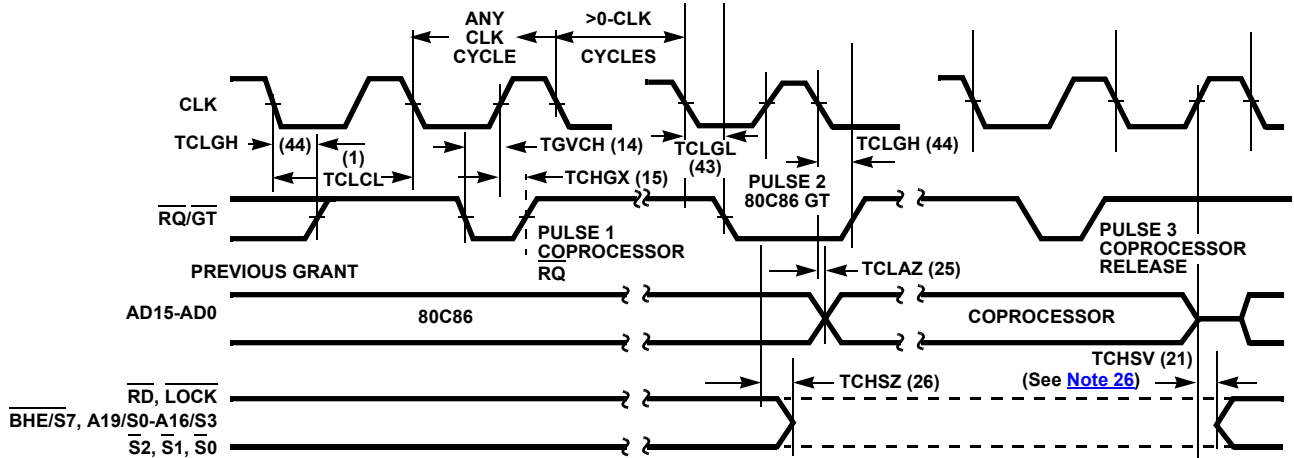 ANY
CLK
CYCLE
>0-CLK
CYCLES
CLK
TCLGH
(44)
(1)
TCLCL
TGVCH (14)
TCHGX (15)
TCLGL
(43)
TCLGH (44)
PULSE 2
80C86 GT
RQ/GT
PULSE 1
COPROCESSOR
RQ
PULSE 3
COPROCESSOR
RELEASE
PREVIOUS GRANT
TCLAZ (25)
AD15-AD0
80C86
COPROCESSOR
TCHSV (21)
(See Note 26)
TCHSZ (26)
RD, LOCK
BHE/S7, A19/S0-A16/S3
S2, S1, S0